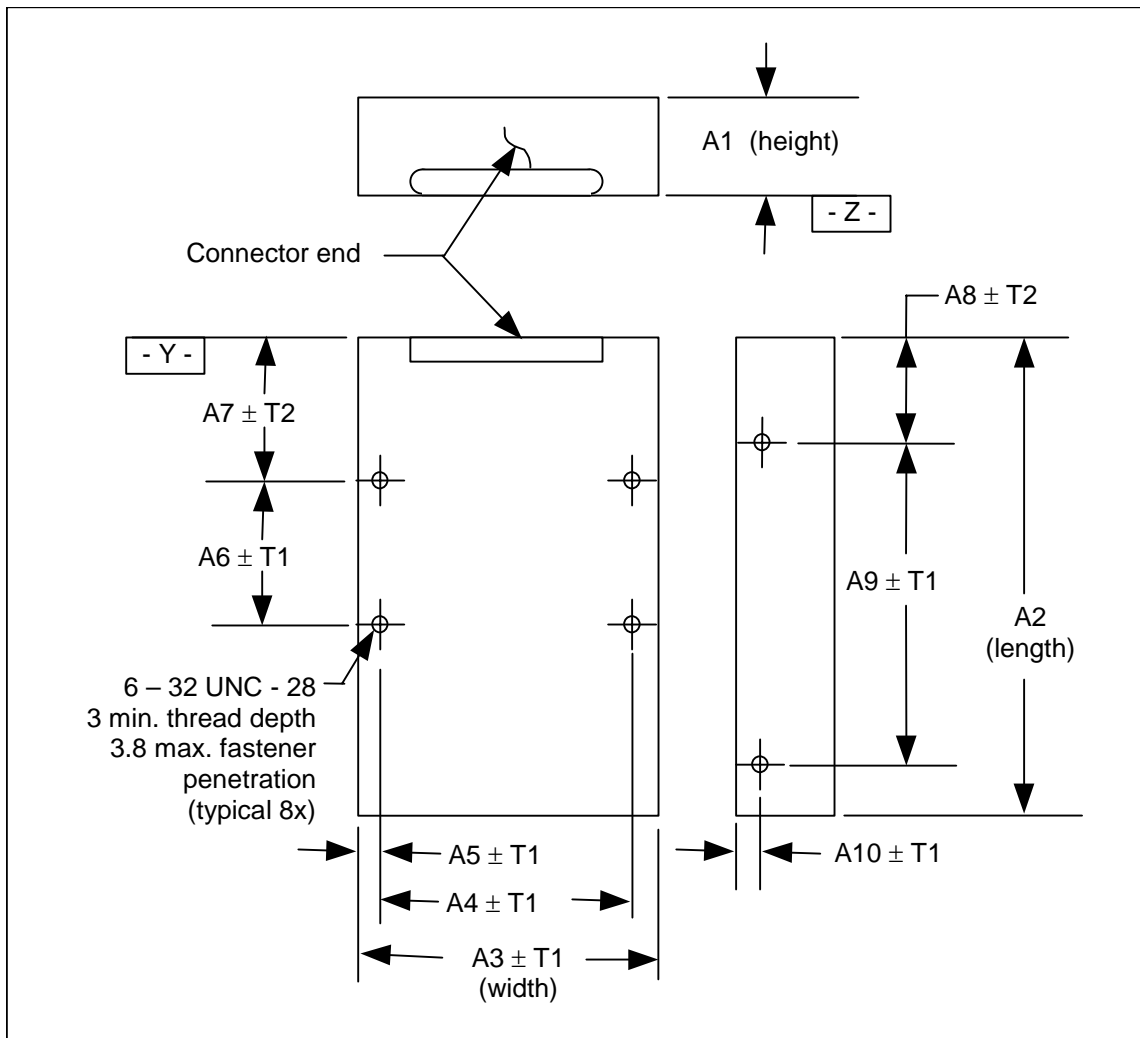 A1 (height)
- Z -
Connector end
A8 ± T2
- Y -
A7 ± T2
A6 ± T1
A9 ± T1
A2
(length)
6 – 32 UNC - 28
3 min. thread depth
3.8 max. fastener
penetration
(typical 8x)
A5 ± T1
A10 ± T1
A4 ± T1
A3 ± T1
(width)